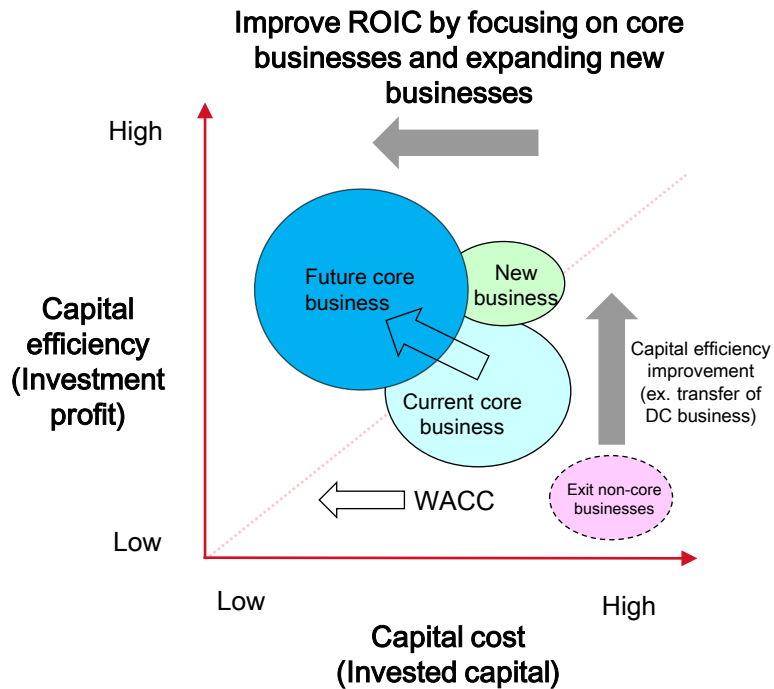 Improve ROIC by focusing on core
businesses and expanding new
businesses
High
Future core
business
New
business
Capital
efficiency
(Investment
profit)
Capital efficiency
improvement
(ex. transfer of
DC business)
Current core
business
Exit non-core
businesses
WACC
Low
Low
High
Capital cost
(Invested capital)